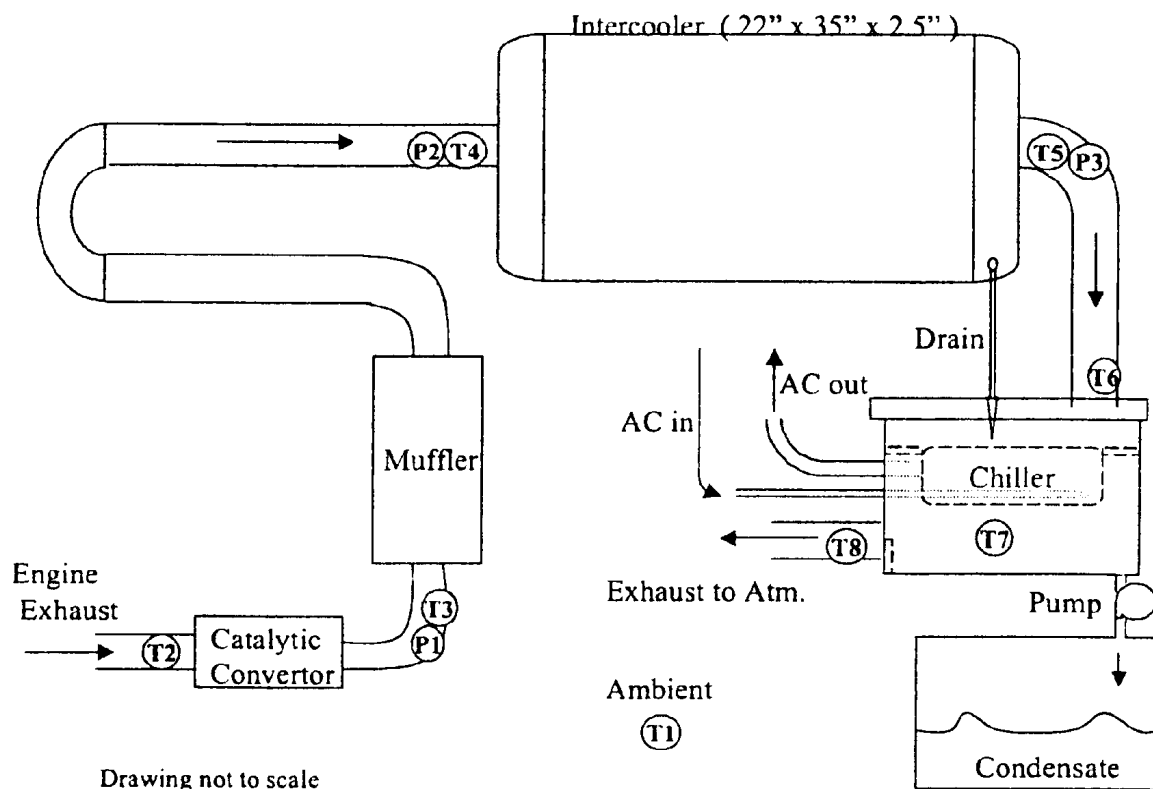 Intercooler ( 22” x 35” x 2.5” )
P2 T4
T5 P3
Drain
T6
AC out
AC in
Muffler
Chiller
T7
T8
Engine
Exhaust
T3
Exhaust to Atm.
Pump
T2
Catalytic
Convertor
P1
Ambient
T1
Condensate
Drawing not to scale